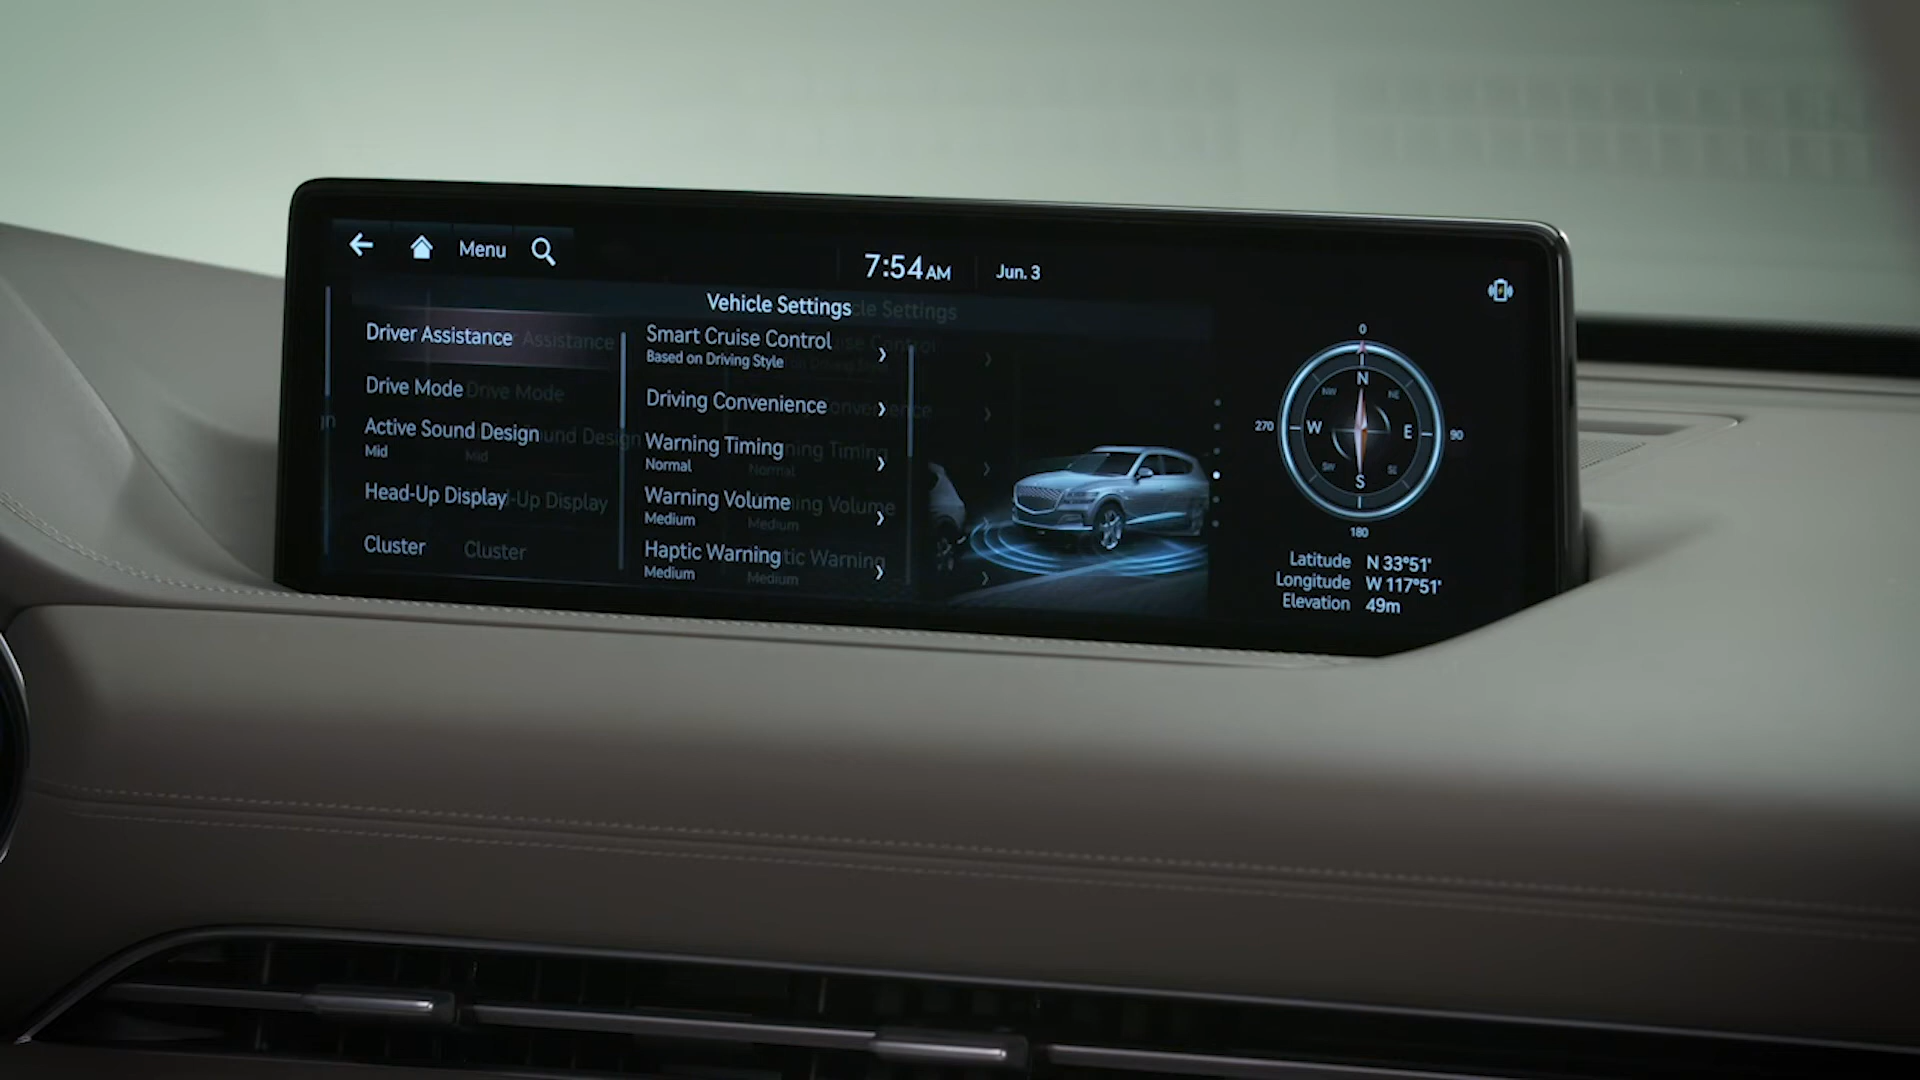 Menu
7:54 AM
Jun. 3
Vehicle Settings
Driver Assistance
Drive Mode
Active Sound Design
Mid
Head-Up Display
Cluster
Smart Cruise Control
Based on Driving Style
Driving Convenience
Warning Timing
Normal
Warning Volume
Medium
Haptic Warning
Medium
0
N
NW
NE
270
W
E
90
SW
SE
S
180
Latitude N 33°51'
Longitude W 117°51'
Elevation 49m